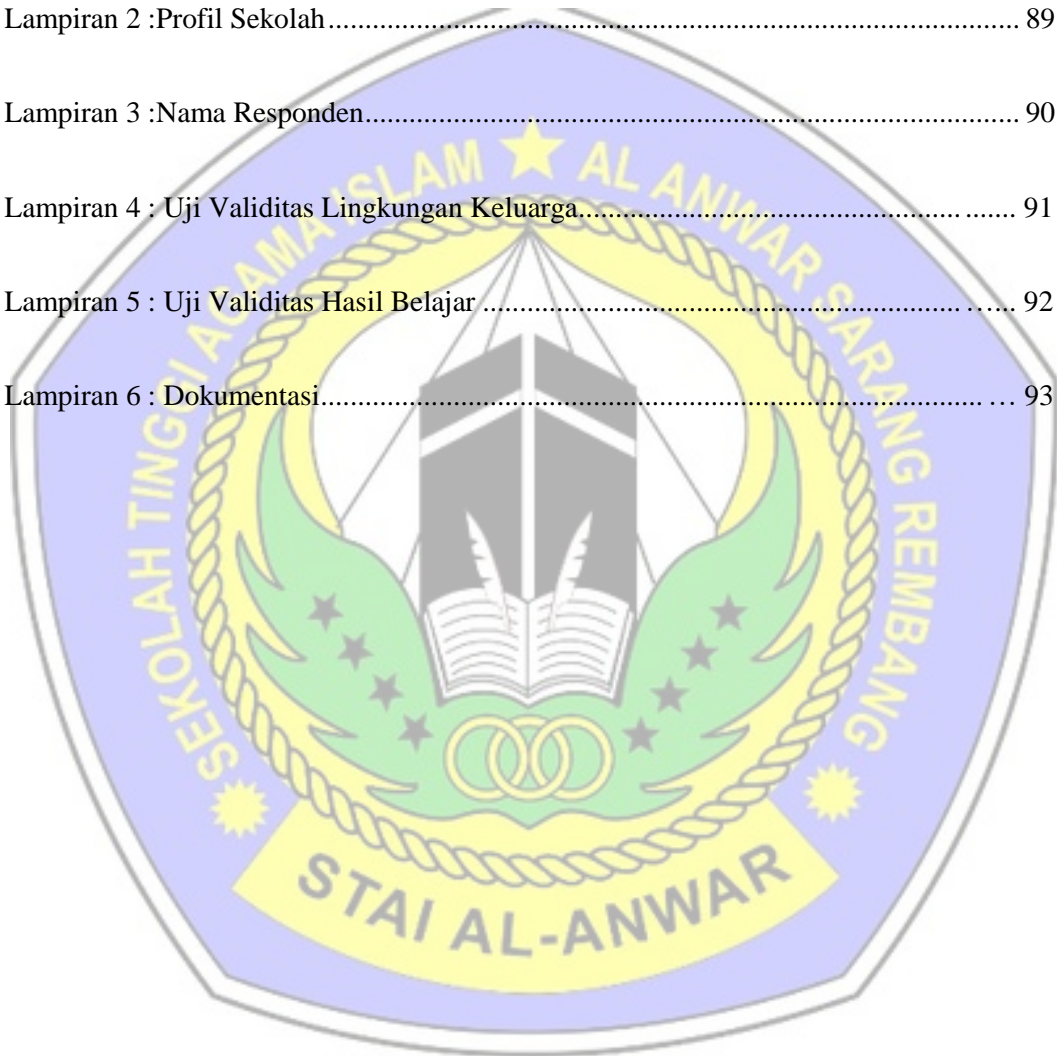 Lampiran 2 :Profil Sekolah........................................................................................... 89
Lampiran 3 :Nama Responden...................................................................................... 90
Lampiran 4 : Uji Validitas Lingkungan Keluarga................................................. ....... 91
Lampiran 5 : Uji Validitas Hasil Belajar .............................................................. ...... 92
Lampiran 6 : Dokumentasi..................................................................................... ... 93
SEKOLAH TINGGI AGAMA ISLAM AL ANWAR SARANG REMBANG
STAI AL-ANWAR